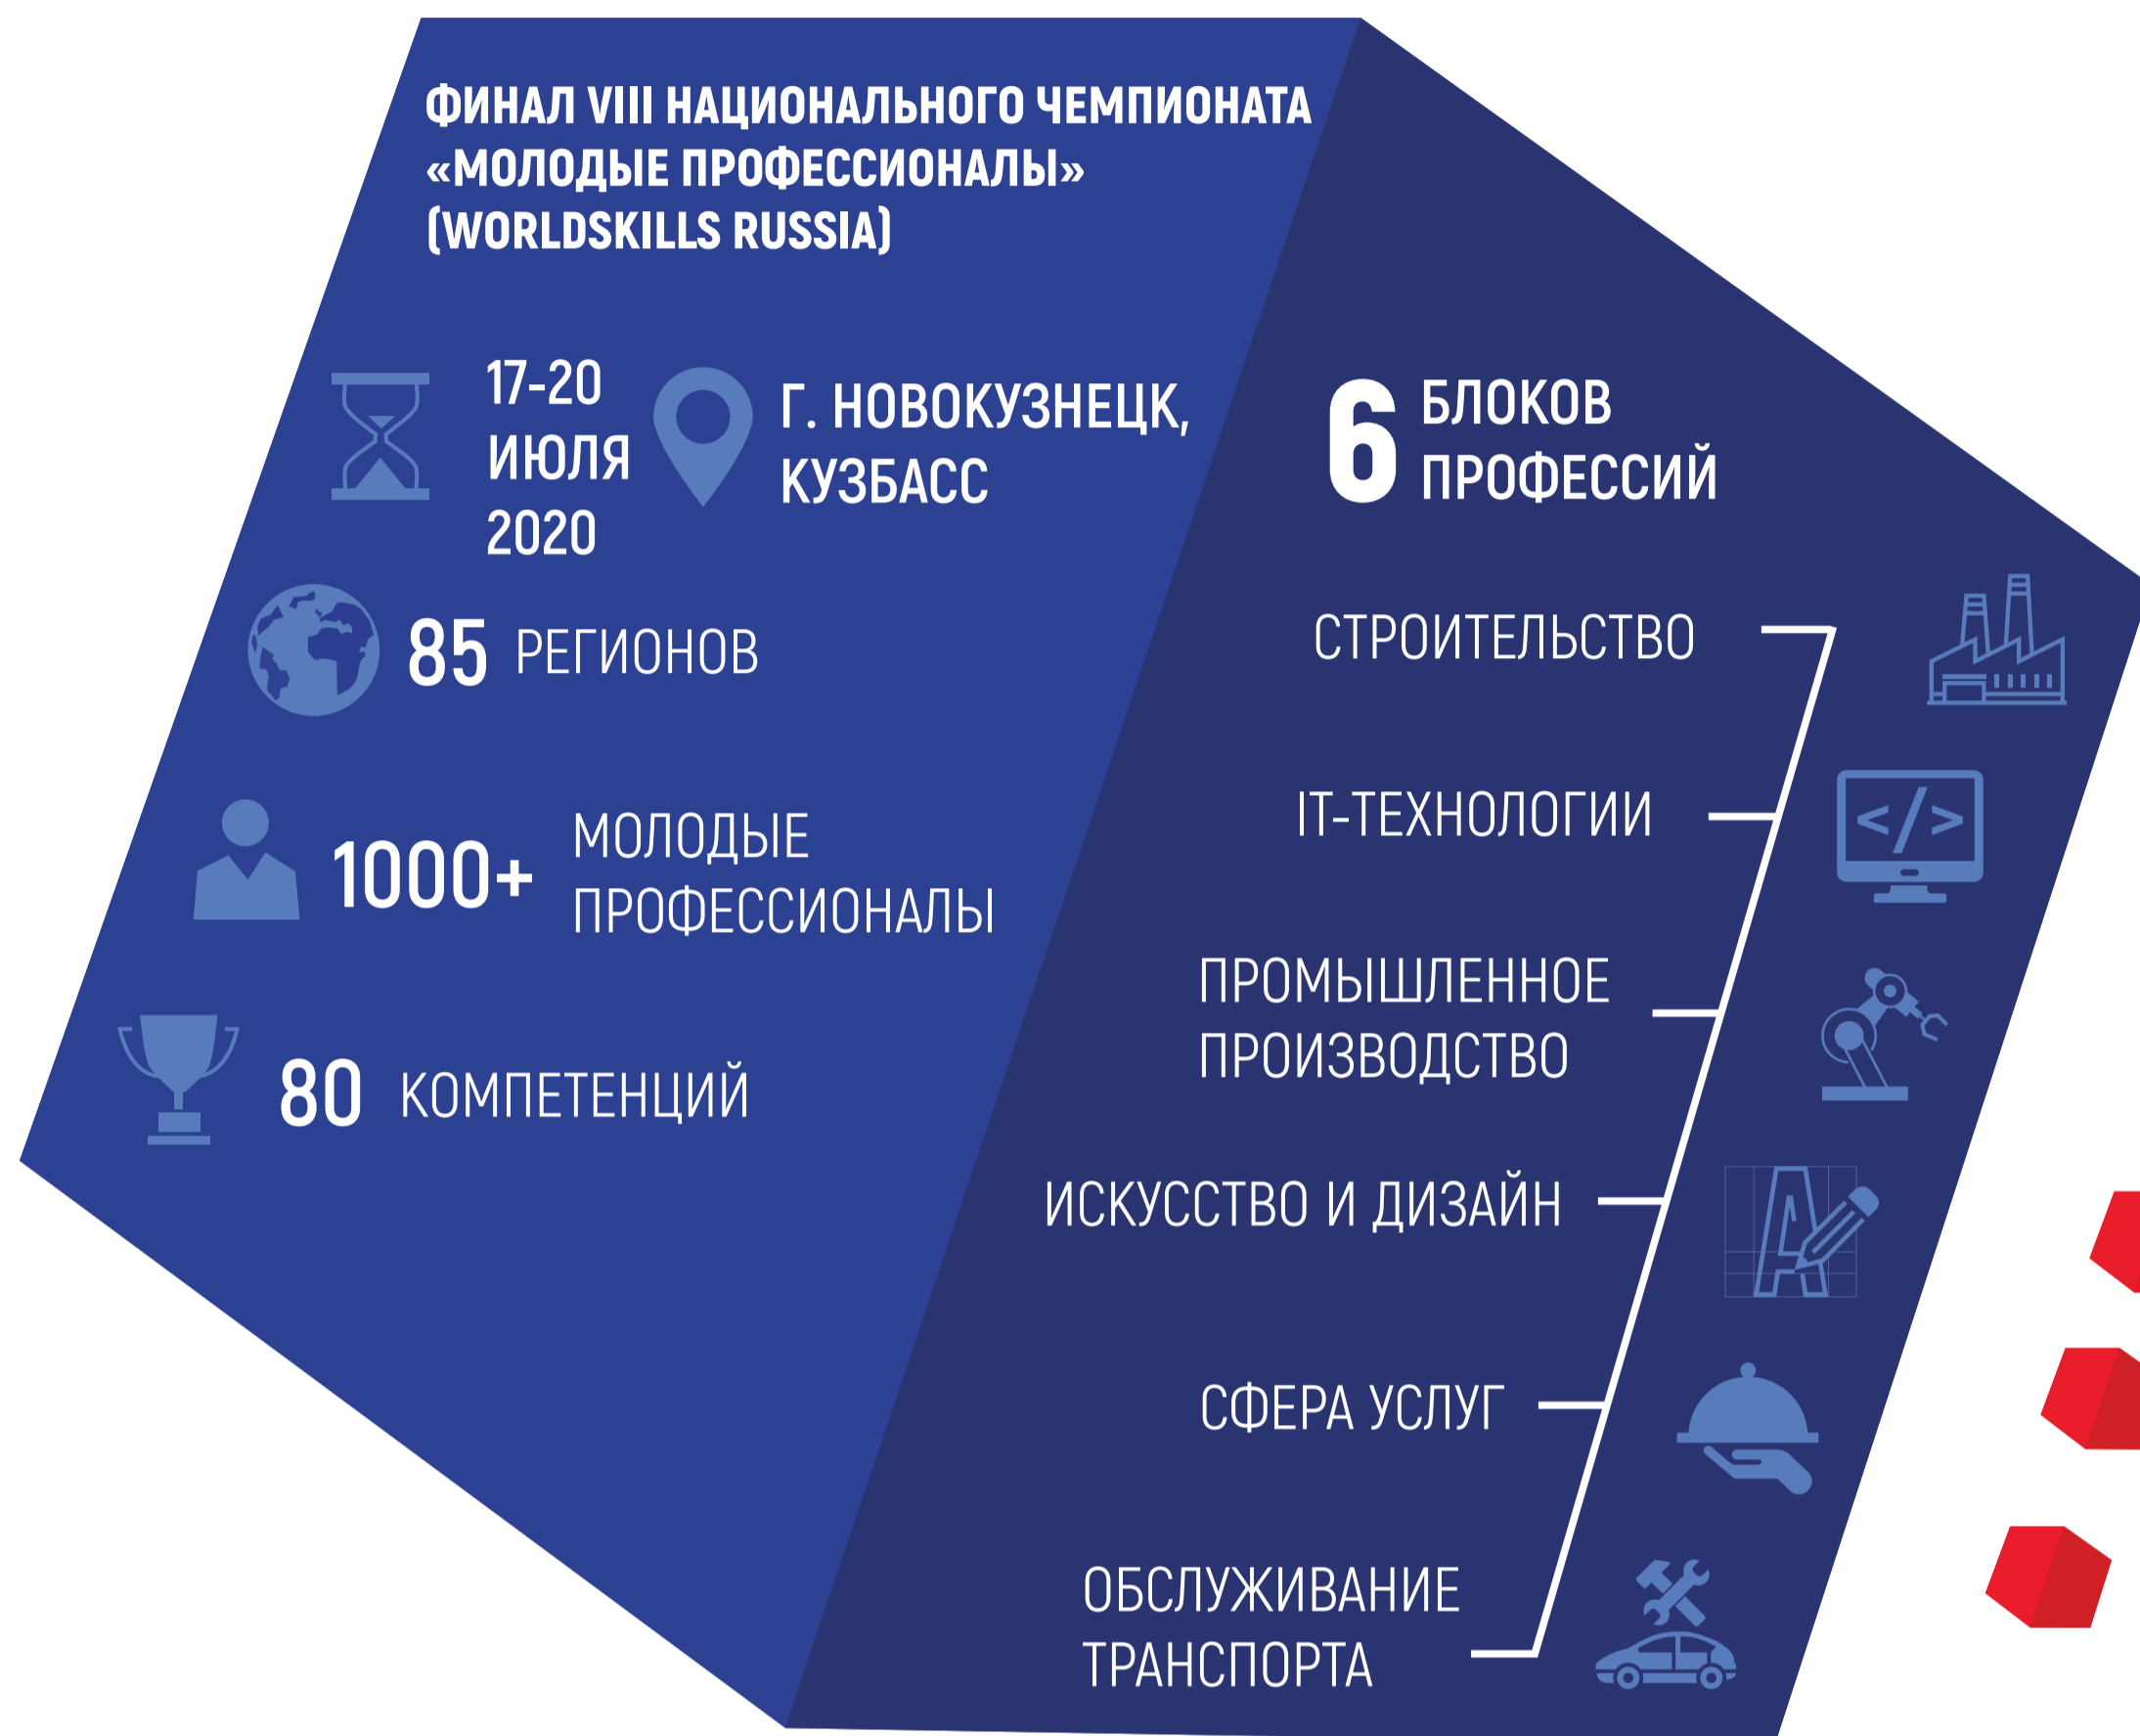 ФИНАЛ VIII НАЦИОНАЛЬНОГО ЧЕМПИОНАТА
«МОЛОДЫЕ ПРОФЕССИОНАЛЫ»
(WORLDSKILLS RUSSIA)
17-20
ИЮЛЯ
2020
Г. НОВОКУЗНЕЦК,
КУЗБАСС
85 РЕГИОНОВ
1000+ МОЛОДЫЕ
ПРОФЕССИОНАЛЫ
80 КОМПЕТЕНЦИЙ
6 БЛОКОВ
ПРОФЕССИЙ
СТРОИТЕЛЬСТВО
IT-ТЕХНОЛОГИИ
</>
ПРОМЫШЛЕННОЕ
ПРОИЗВОДСТВО
ИСКУССТВО И ДИЗАЙН
A
СФЕРА УСЛУГ
ОБСЛУЖИВАНИЕ
ТРАНСПОРТА